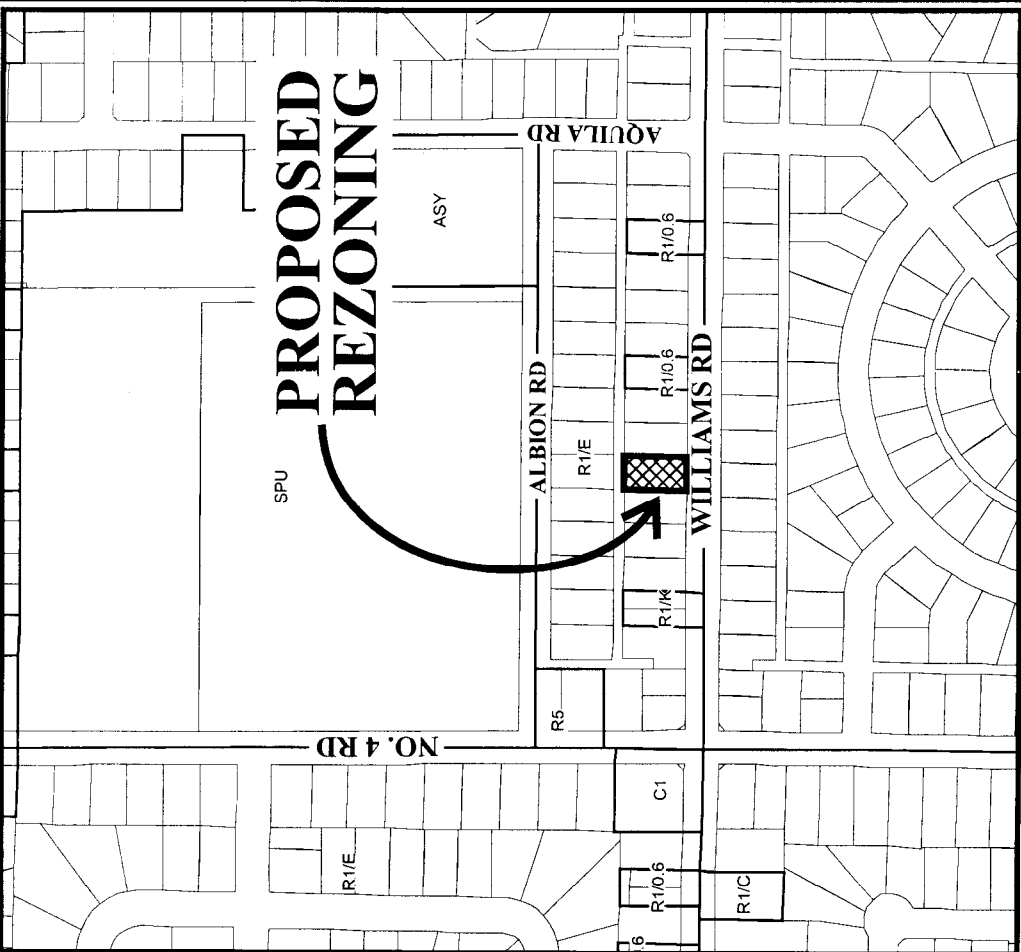 PROPOSED
REZONING
AQUILA RD
ASY
R1/0.6
R1/0.6
SPU
ALBION RD
R1/E
WILLIAMS RD
R1/K
R5
NO. 4 RD
C1
R1/E
R1/0.6
R1/C
.6